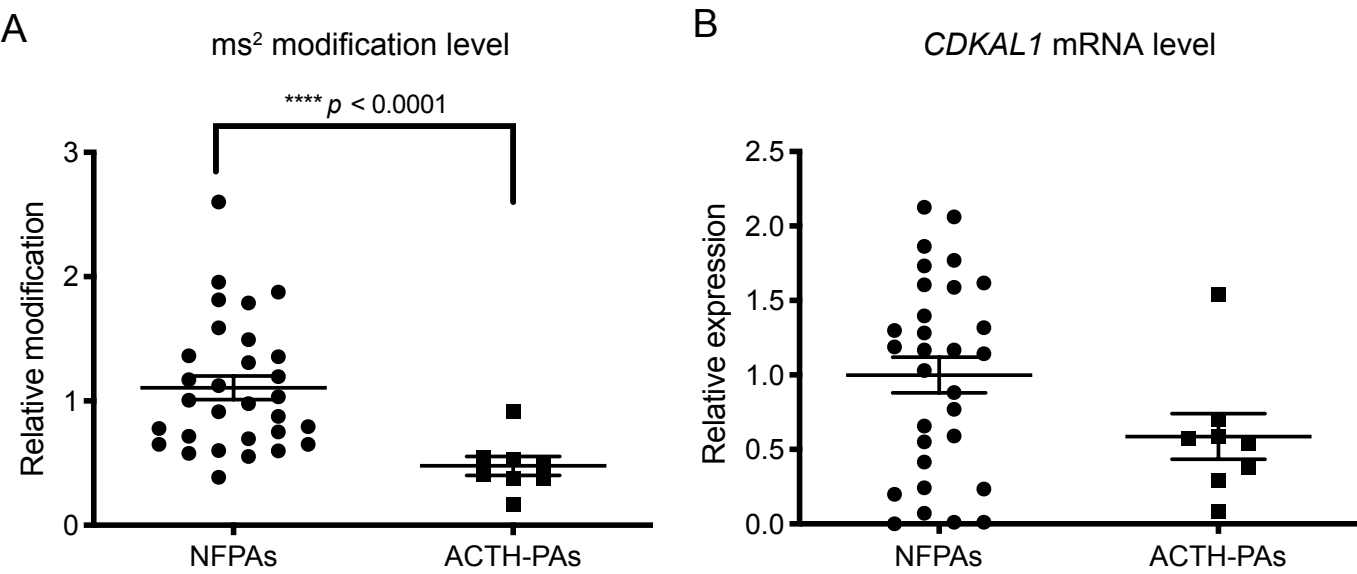 A
ms² modification level
**** p < 0.0001
Relative modification
3
2
1
0
NFPAs
ACTH-PAs
B
CDKAL1 mRNA level
Relative expression
2.5
2.0
1.5
1.0
0.5
0.0
NFPAs
ACTH-PAs